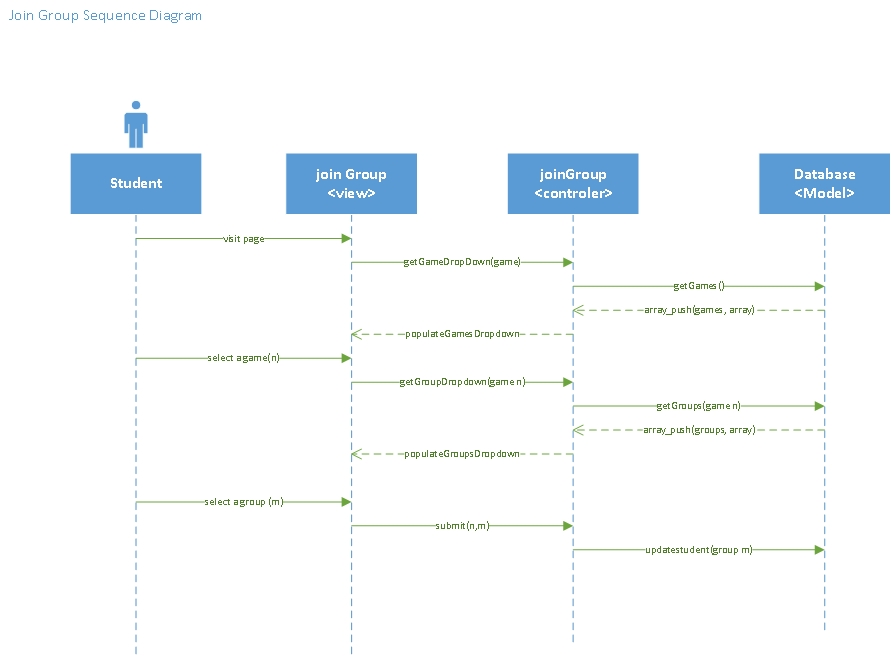 Join Group Sequence Diagram
Student
join Group
<view>
joinGroup
<controler>
Database
<Model>
visit page
getGameDropDown(game)
getGames()
array_push(games, array)
populateGamesDropdown
select agame(n)
getGroupDropdown(game n)
getGroups(game n)
array_push(groups, array)
populateGroupsDropdown
select agroup (m)
submit(n,m)
updatestudent(group m)